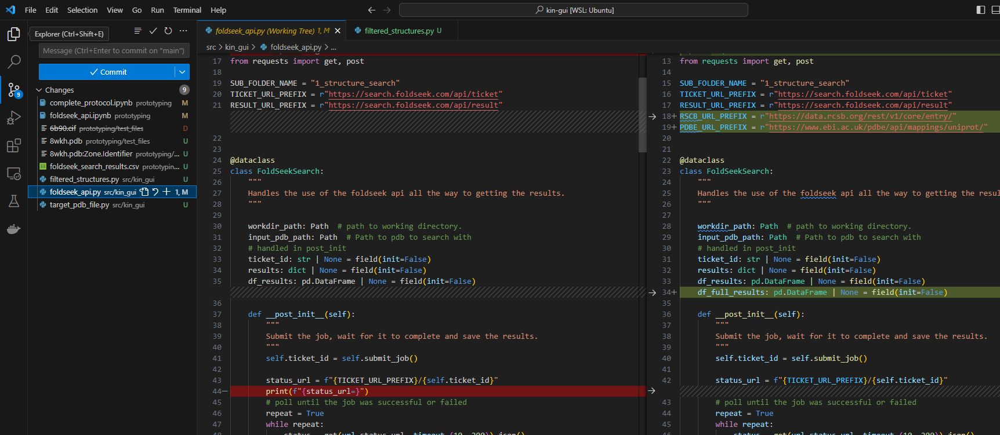 File Edit Selection View Go Run Terminal Help
kin-gui [WSL: Ubuntu]
Explorer (Ctrl+Shift+E)
Message (Ctrl+Enter to commit on "main")
Commit
Changes 9
9
complete_protocol.ipynb prototyping M
foldseek_api.ipynb prototyping M
6b90.cif prototyping/test_files D
8wkh.pdb prototyping/test_files U
8wkh.pdb:Zone.Identifier prototyping/... U
foldseek_search_results.csv prototypin... U
filtered_structures.py src/kin_gui U
foldseek_api.py src/kin_gui 1, M
target_pdb_file.py src/kin_gui U
foldseek_api.py (Working Tree) 1, M
filtered_structures.py U
src > kin_gui > foldseek_api.py > ...
17 from requests import get, post
18
19 SUB_FOLDER_NAME = "1_structure_search"
20 TICKET_URL_PREFIX = r"https://search.foldseek.com/api/ticket"
21 RESULT_URL_PREFIX = r"https://search.foldseek.com/api/result"
22
23
24 @dataclass
25 class FoldSeekSearch:
26 """
27 Handles the use of the foldseek api all the way to getting the results.
28 """
29
30 workdir_path: Path # path to working directory.
31 input_pdb_path: Path # Path to pdb to search with
32 # handled in post_init
33 ticket_id: str | None = field(init=False)
34 results: dict | None = field(init=False)
35 df_results: pd.DataFrame | None = field(init=False)
36
37 def __post_init__(self):
38 """
39 Submit the job, wait for it to complete and save the results.
40 """
41 self.ticket_id = self.submit_job()
42
43 status_url = f"{TICKET_URL_PREFIX}/{self.ticket_id}"
44— print(f"{status_url=}")
45 # poll until the job was successful or failed
46 repeat = True
47 while repeat:
48 status = get(url=status_url, timeout=(10, 200)).json()
13 from requests import get, post
14
15 SUB_FOLDER_NAME = "1_structure_search"
16 TICKET_URL_PREFIX = r"https://search.foldseek.com/api/ticket"
17 RESULT_URL_PREFIX = r"https://search.foldseek.com/api/result"
18+ RSCB_URL_PREFIX = r"https://data.rcsb.org/rest/v1/core/entry/"
19+ PDBE_URL_PREFIX = r"https://www.ebi.ac.uk/pdbe/api/mappings/uniprot/"
20
21
22 @dataclass
23 class FoldSeekSearch:
24 """
25 Handles the use of the foldseek api all the way to getting the resul
26 """
27
28 workdir_path: Path # path to working directory.
29 input_pdb_path: Path # Path to pdb to search with
30 # handled in post_init
31 ticket_id: str | None = field(init=False)
32 results: dict | None = field(init=False)
33 df_results: pd.DataFrame | None = field(init=False)
34+ df_full_results: pd.DataFrame | None = field(init=False)
35
36 def __post_init__(self):
37 """
38 Submit the job, wait for it to complete and save the results.
39 """
40 self.ticket_id = self.submit_job()
41
42 status_url = f"{TICKET_URL_PREFIX}/{self.ticket_id}"
43 # poll until the job was successful or failed
44 repeat = True
45 while repeat:
46 status = get(url=status_url, timeout=(10, 200)).json()